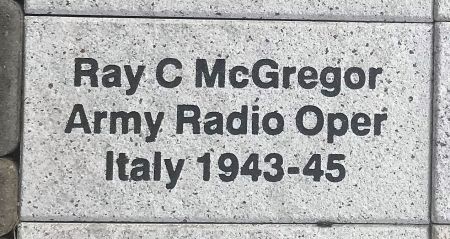 Ray C McGregor
Army Radio Oper
Italy 1943-45